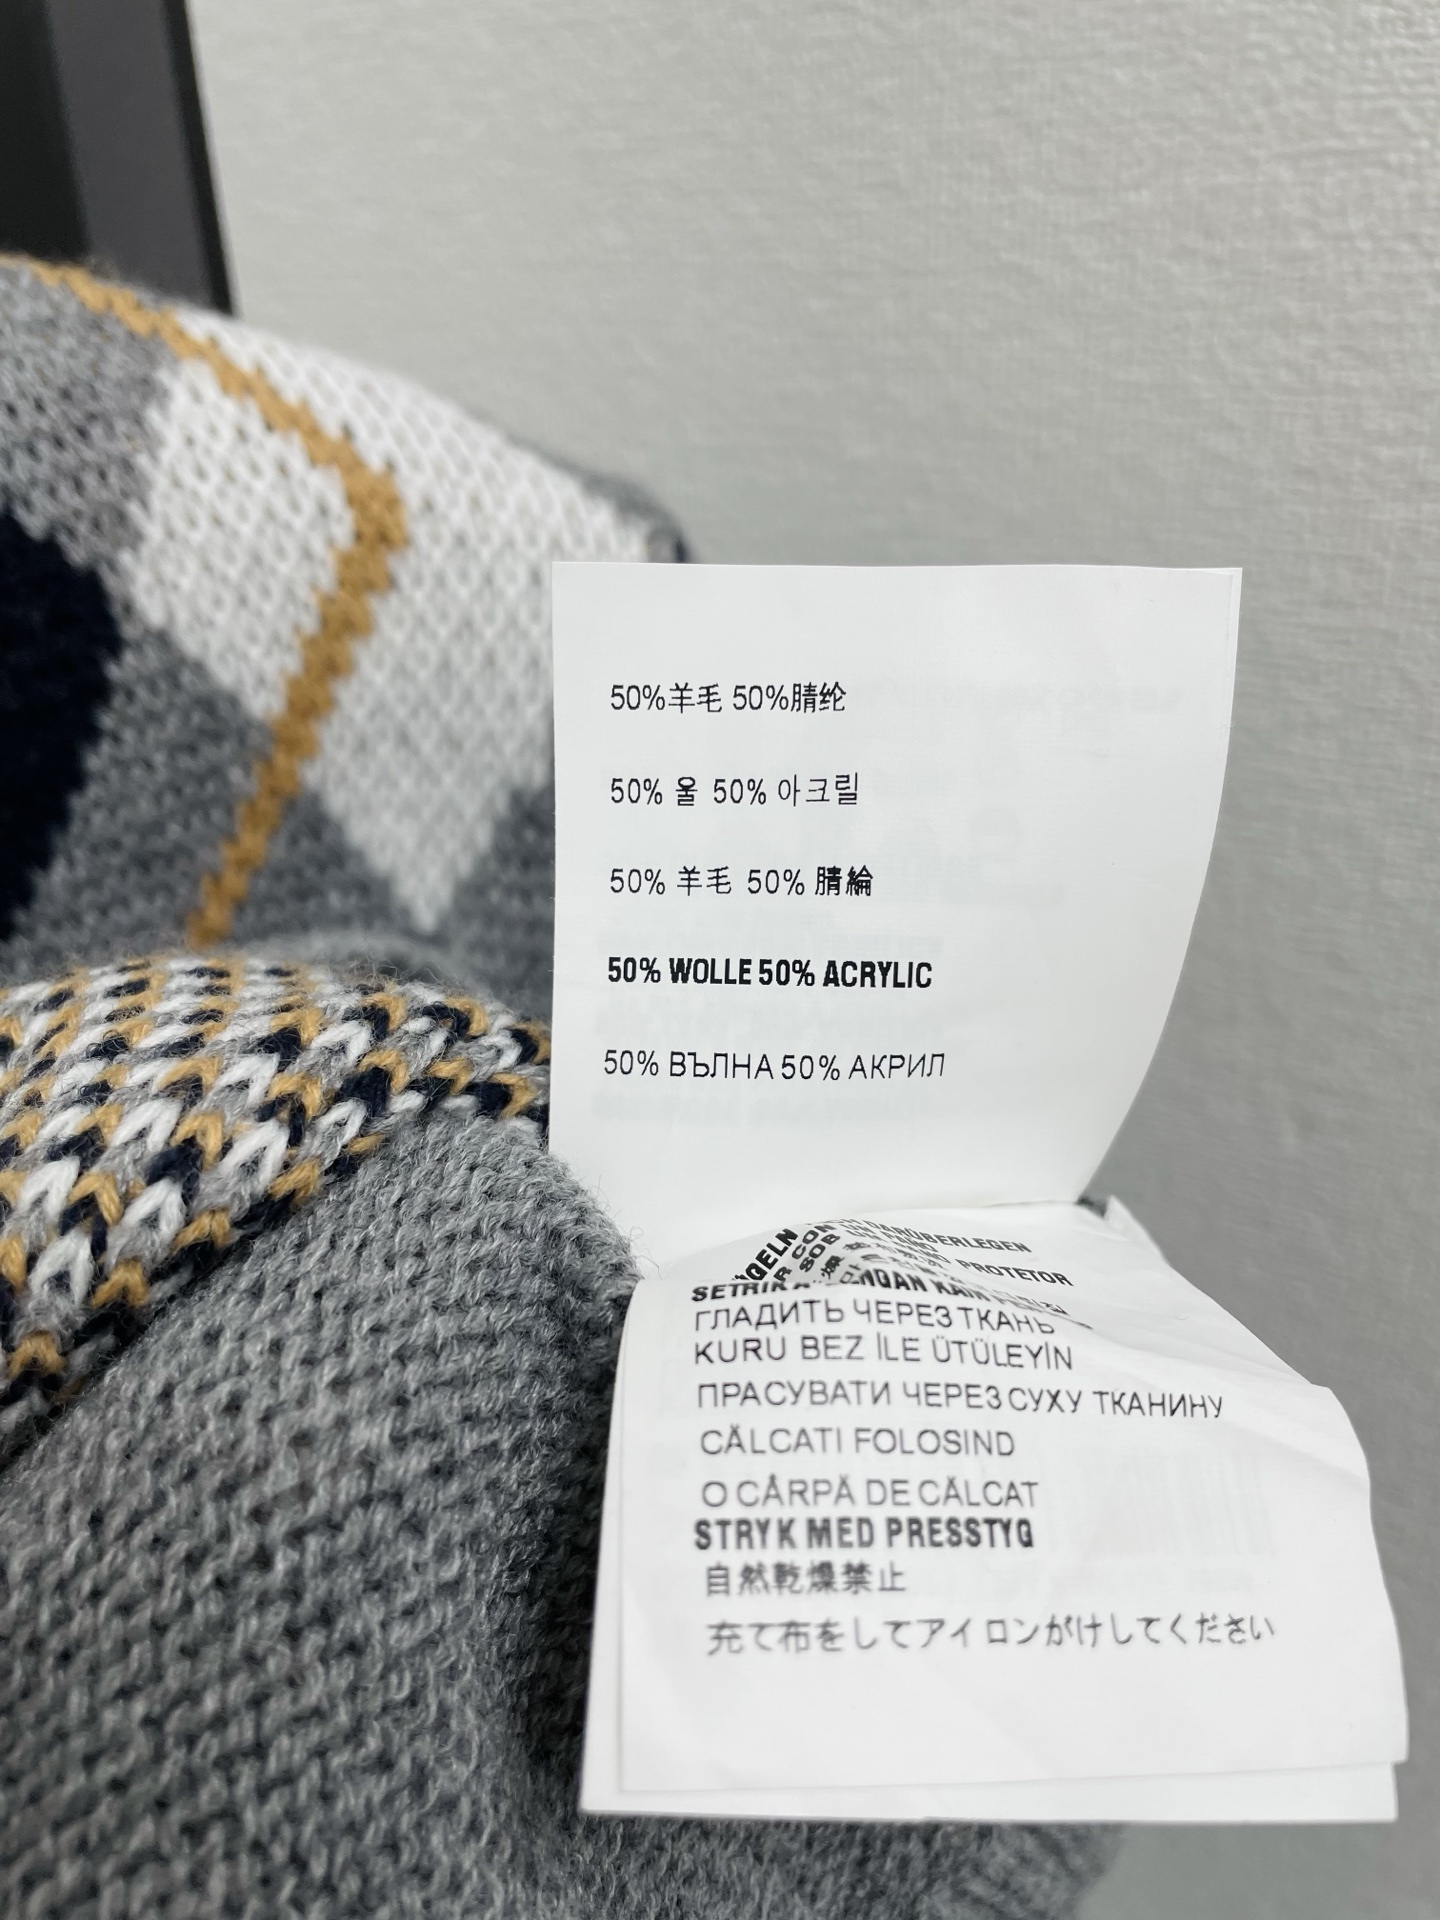 50%羊毛 50%腈纶
50% 울 50% 아크릴
50% 羊毛 50% 腈綸
50% WOLLE 50% ACRYLIC
50% ВЪЛНА 50% АКРИЛ
DARÜBERLEGEN
PROTETOR
SETRIKA
ГЛАДИТЬ ЧЕРЕЗ ТКАНЬ
KURU BEZ İLE ÜTÜLEYİN
ПРАСУВАТИ ЧЕРЕЗ СУХУ ТКАНИНУ
CĂLCATI FOLOSIND
O CÂRPĂ DE CĂLCAT
STRYK MED PRESSTYG
自然乾燥禁止
充て布をしてアイロンがけしてください